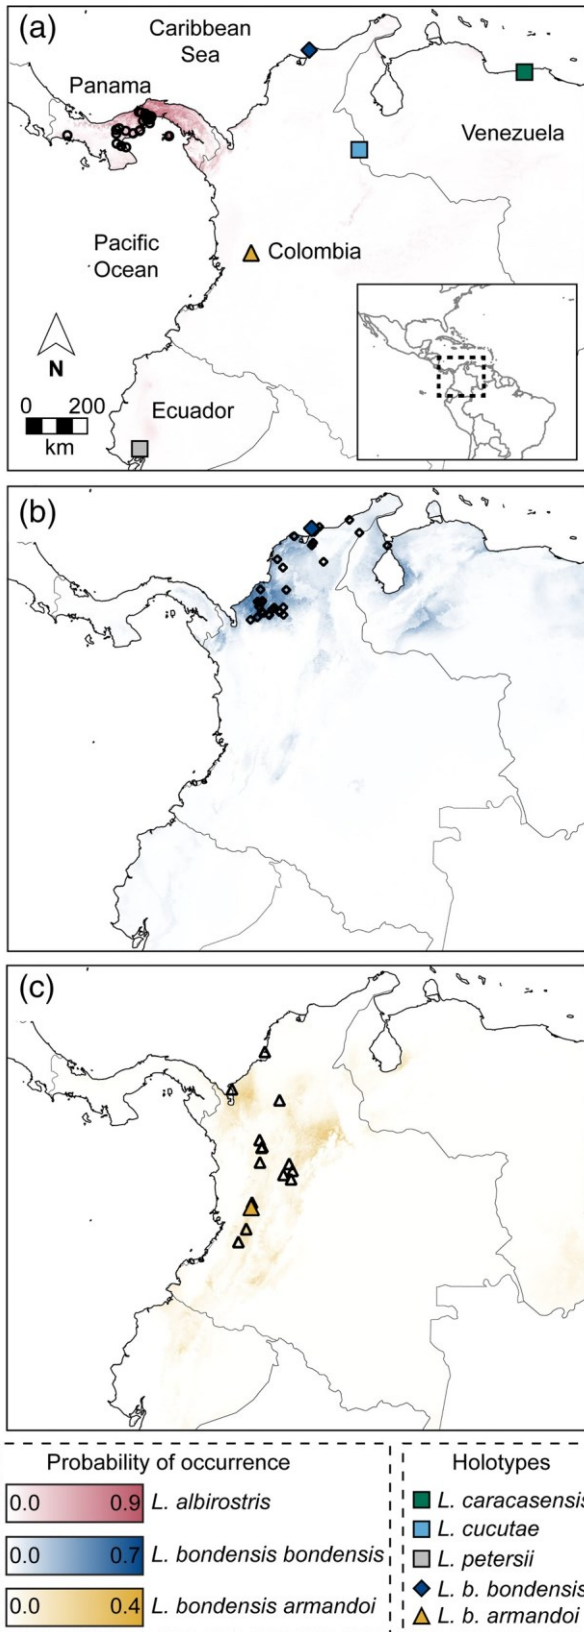 (a)
Caribbean
Sea
Panama
Venezuela
Pacific
Ocean
Colombia
N
Ecuador
0 200
km
(b)
(c)
Probability of occurrence
0.0 0.9 L. albirostris
0.0 0.7 L. bondensis bondensis
0.0 0.4 L. bondensis armandoi
Holotypes
L. caracasensis
L. cucutae
L. petersii
L. b. bondensis
L. b. armandoi